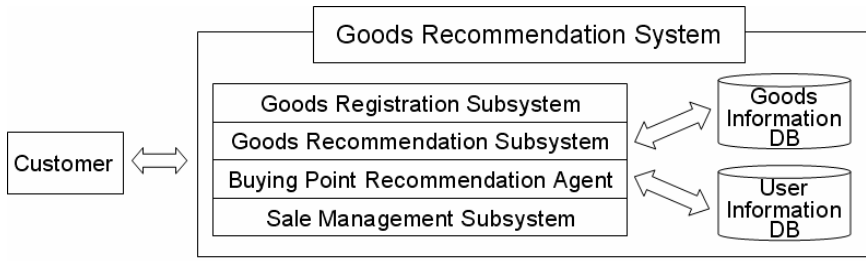 Goods Recommendation System
Goods Registration Subsystem
Goods Recommendation Subsystem
Buying Point Recommendation Agent
Sale Management Subsystem
Customer
Goods
Information
DB
User
Information
DB